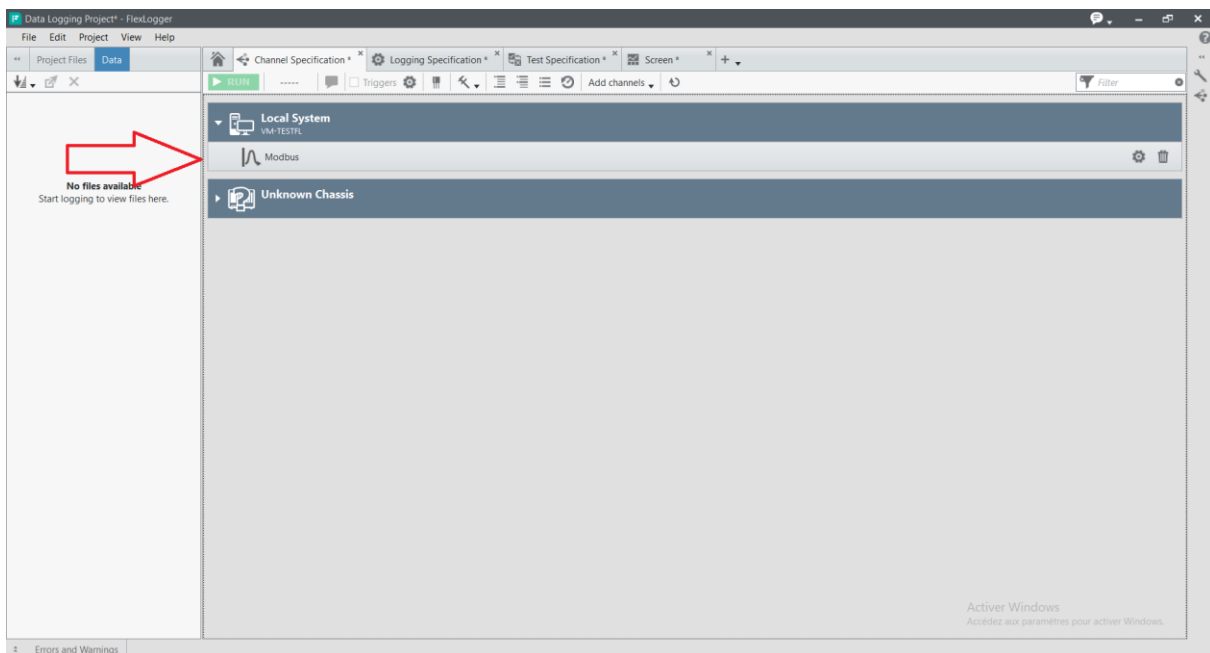 Data Logging Project* - FlexLogger
File Edit Project View Help
Project Files Data
Channel Specification * Logging Specification * Test Specification * Screen *
RUN ----- Triggers Add channels Filter
Local System
VM-TESTFL
Modbus
No files available
Start logging to view files here.
Unknown Chassis
Activer Windows
Accédez aux paramètres pour activer Windows.
Errors and Warnings